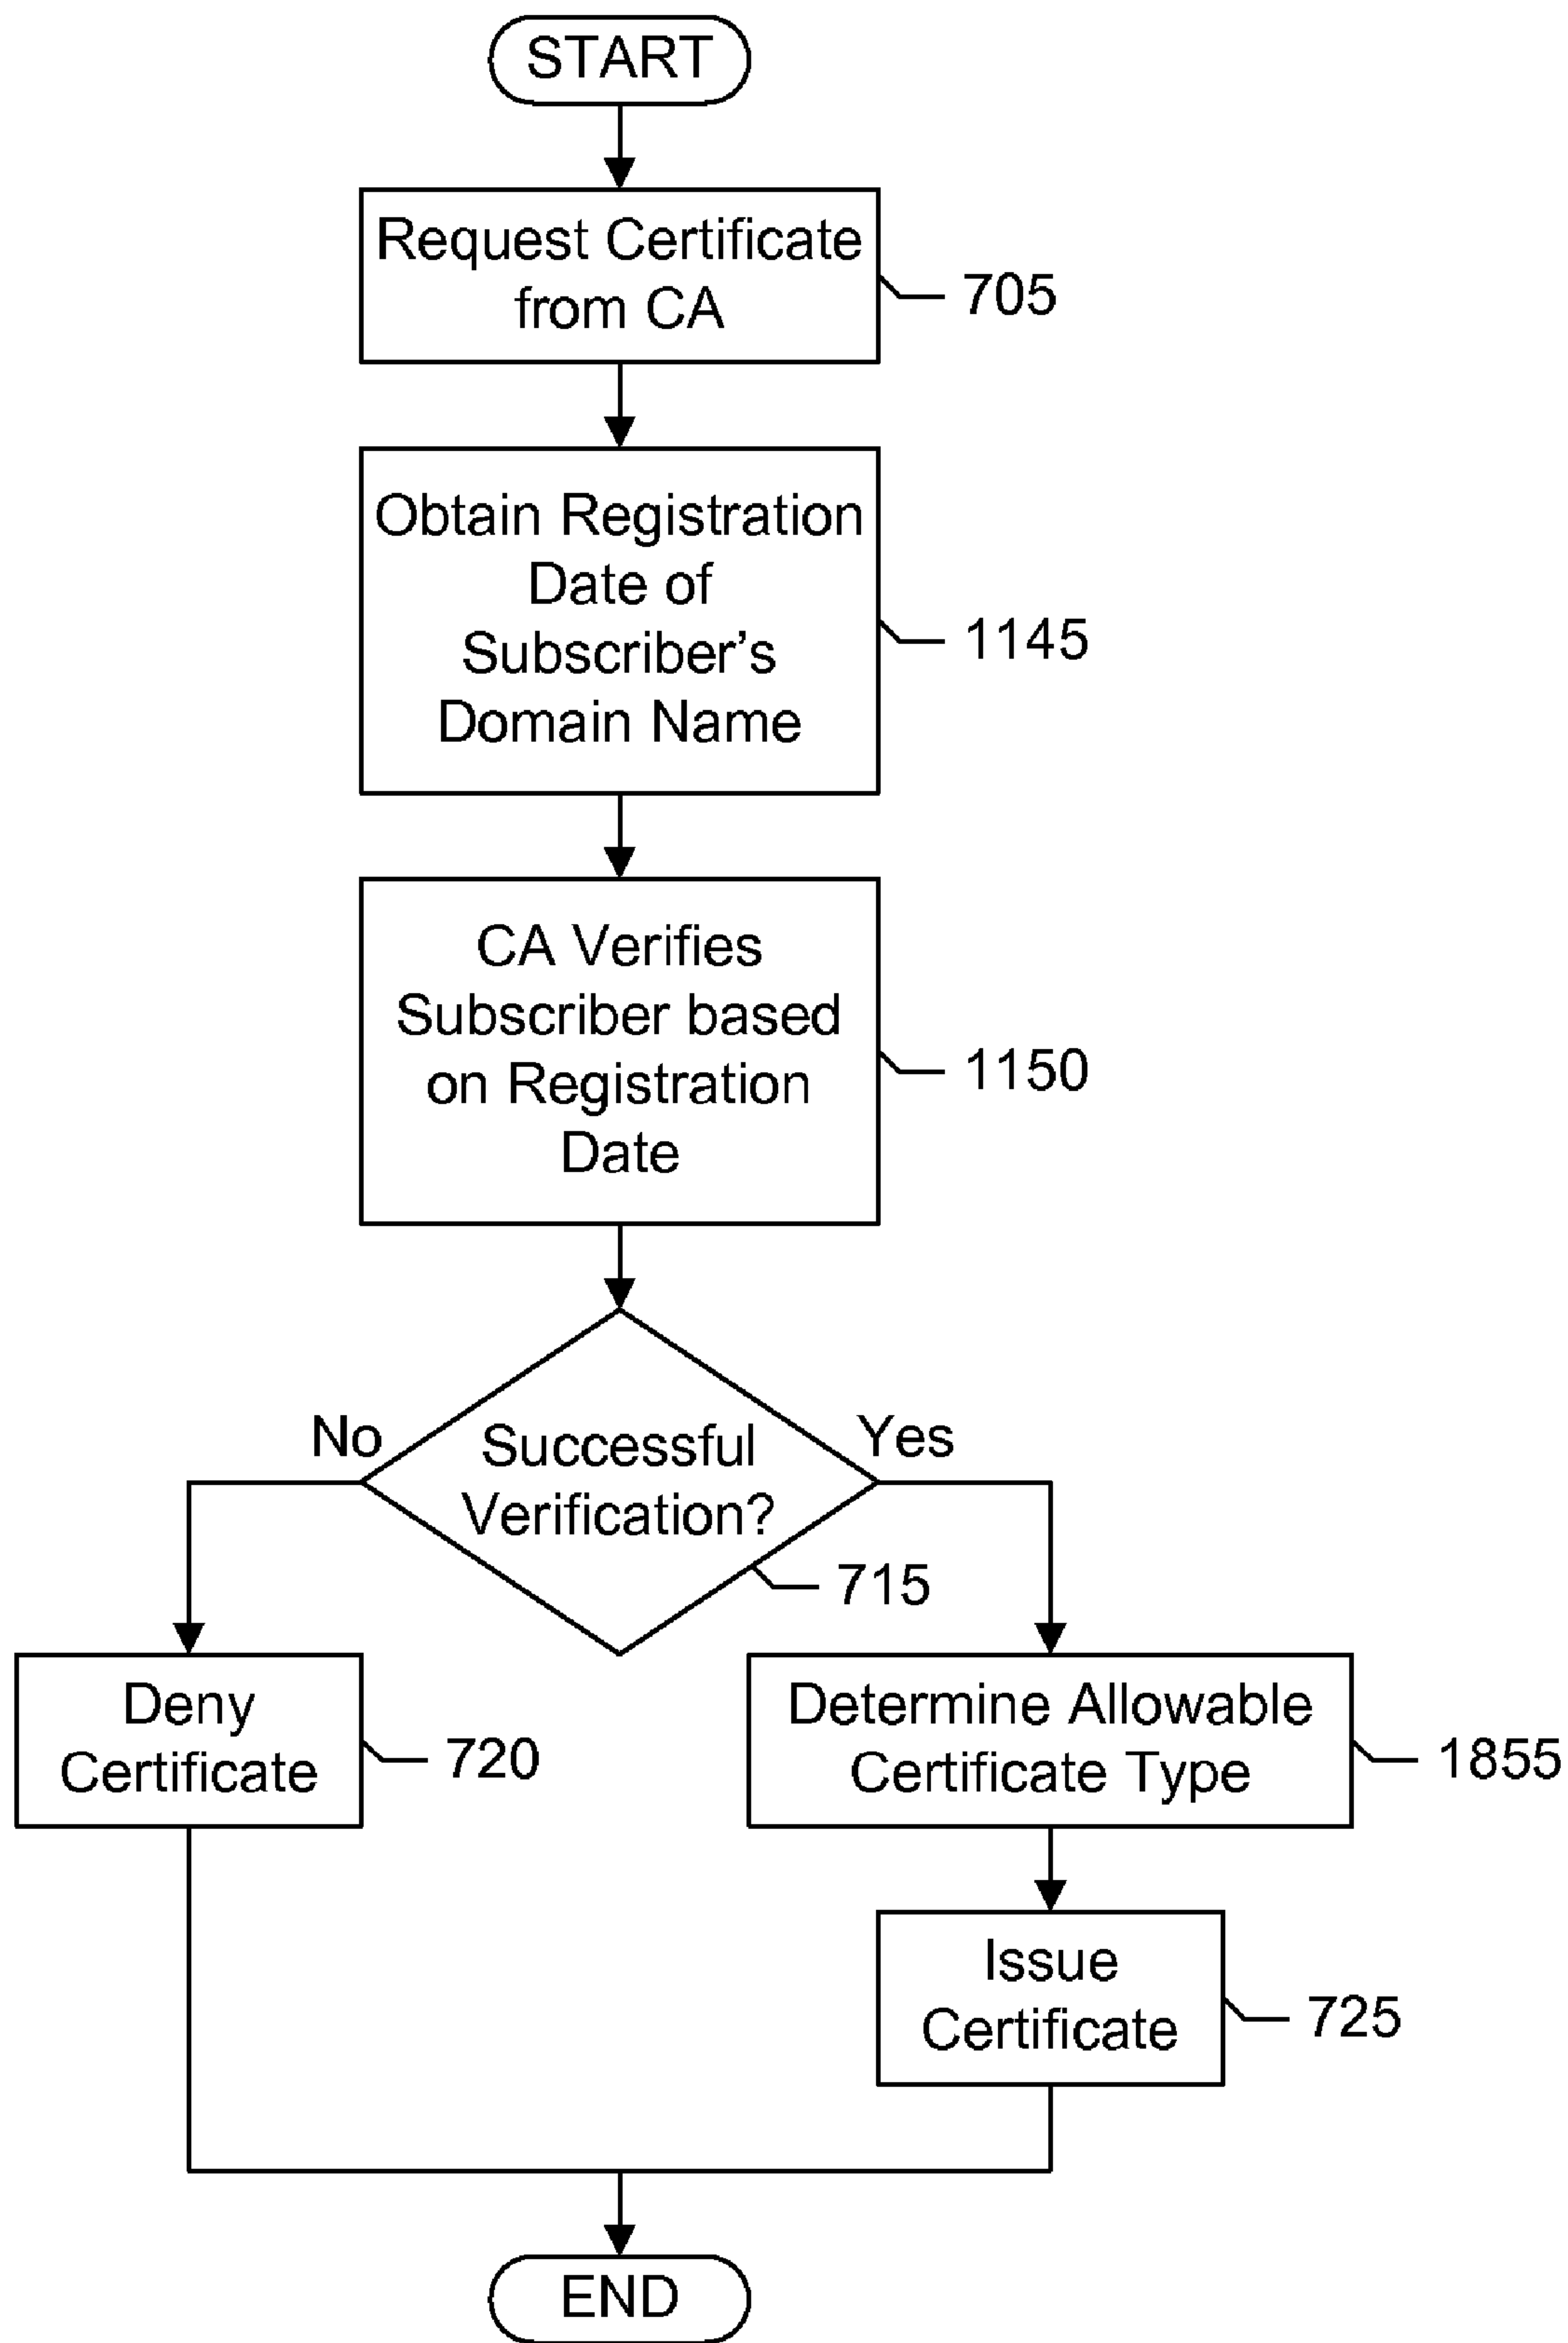 START
Request Certificate
from CA
705
Obtain Registration
Date of
Subscriber’s
Domain Name
1145
CA Verifies
Subscriber based
on Registration
Date
1150
No
Yes
Successful
Verification?
715
Deny
Certificate
720
Determine Allowable
Certificate Type
1855
Issue
Certificate
725
END